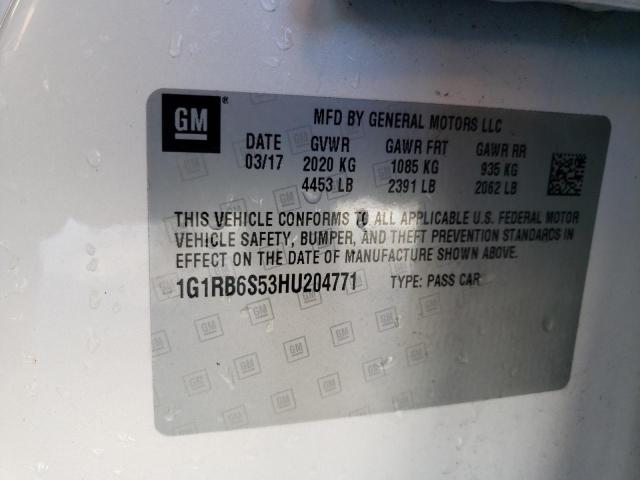 GM®
MFD BY GENERAL MOTORS LLC
DATE GVWR GAWR FRT GAWR RR
03/17 2020 KG 1085 KG 935 KG
4453 LB 2391 LB 2062 LB
THIS VEHICLE CONFORMS TO ALL APPLICABLE U.S. FEDERAL MOTOR
VEHICLE SAFETY, BUMPER, AND THEFT PREVENTION STANDARDS IN
EFFECT ON THE DATE OF MANUFACTURE SHOWN ABOVE.
1G1RB6S53HU204771 TYPE: PASS CAR